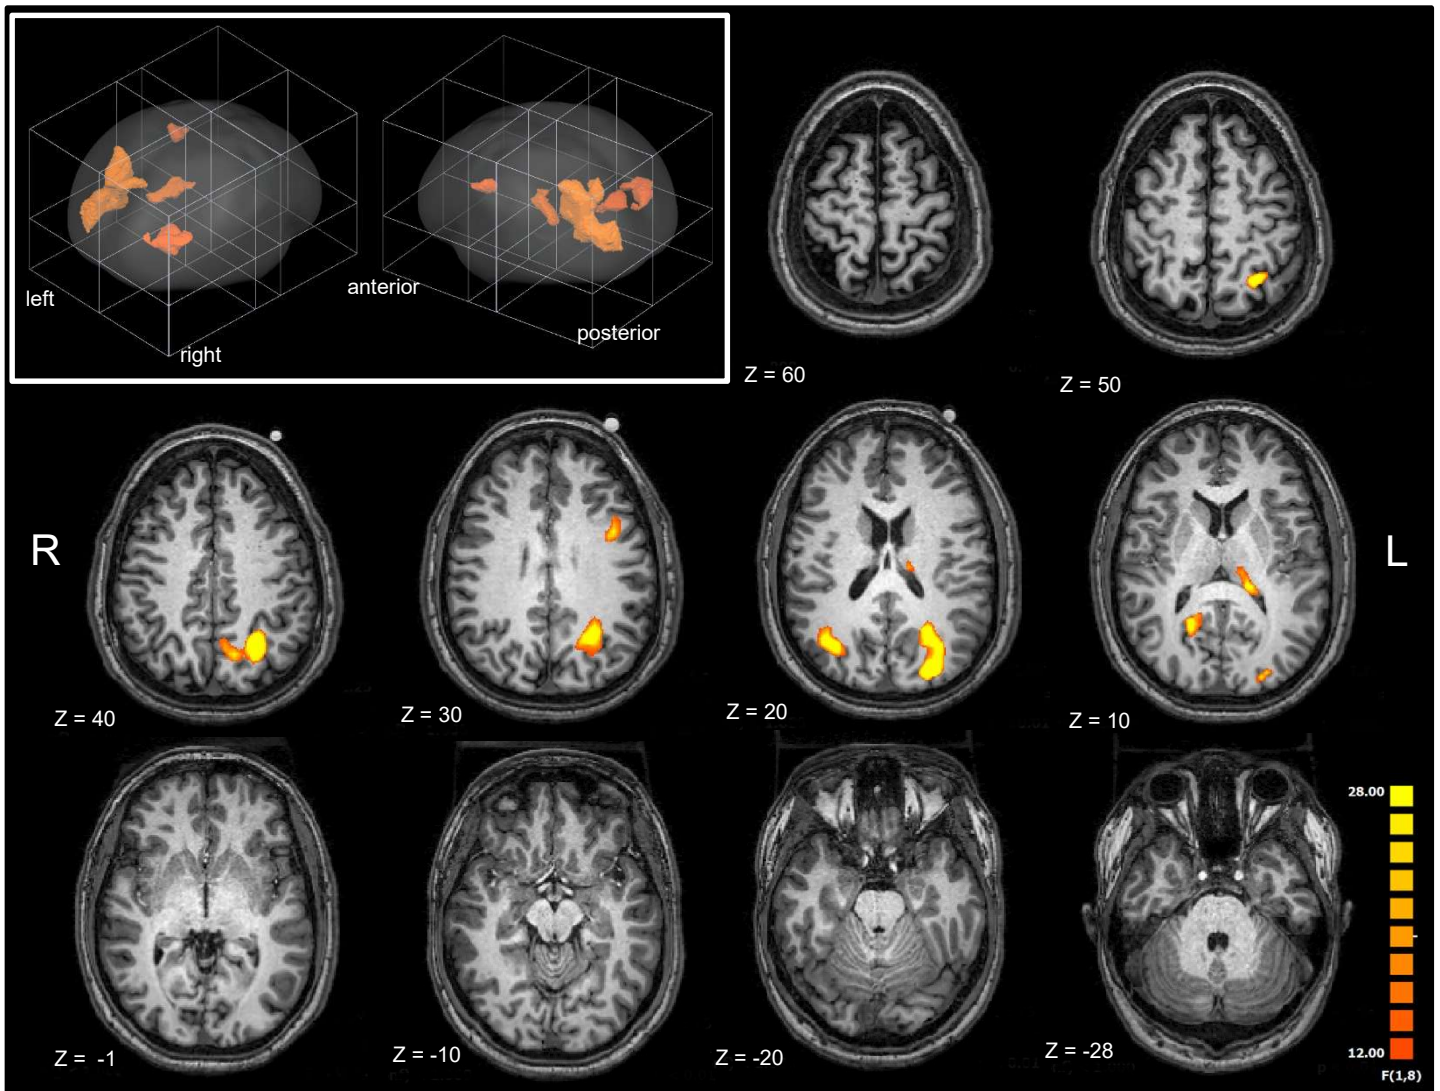 left
right
anterior
posterior
Z = 60
Z = 50
R
L
Z = 40
Z = 30
Z = 20
Z = 10
28.00
12.00
F(1,8)
Z = -1
Z = -10
Z = -20
Z = -28